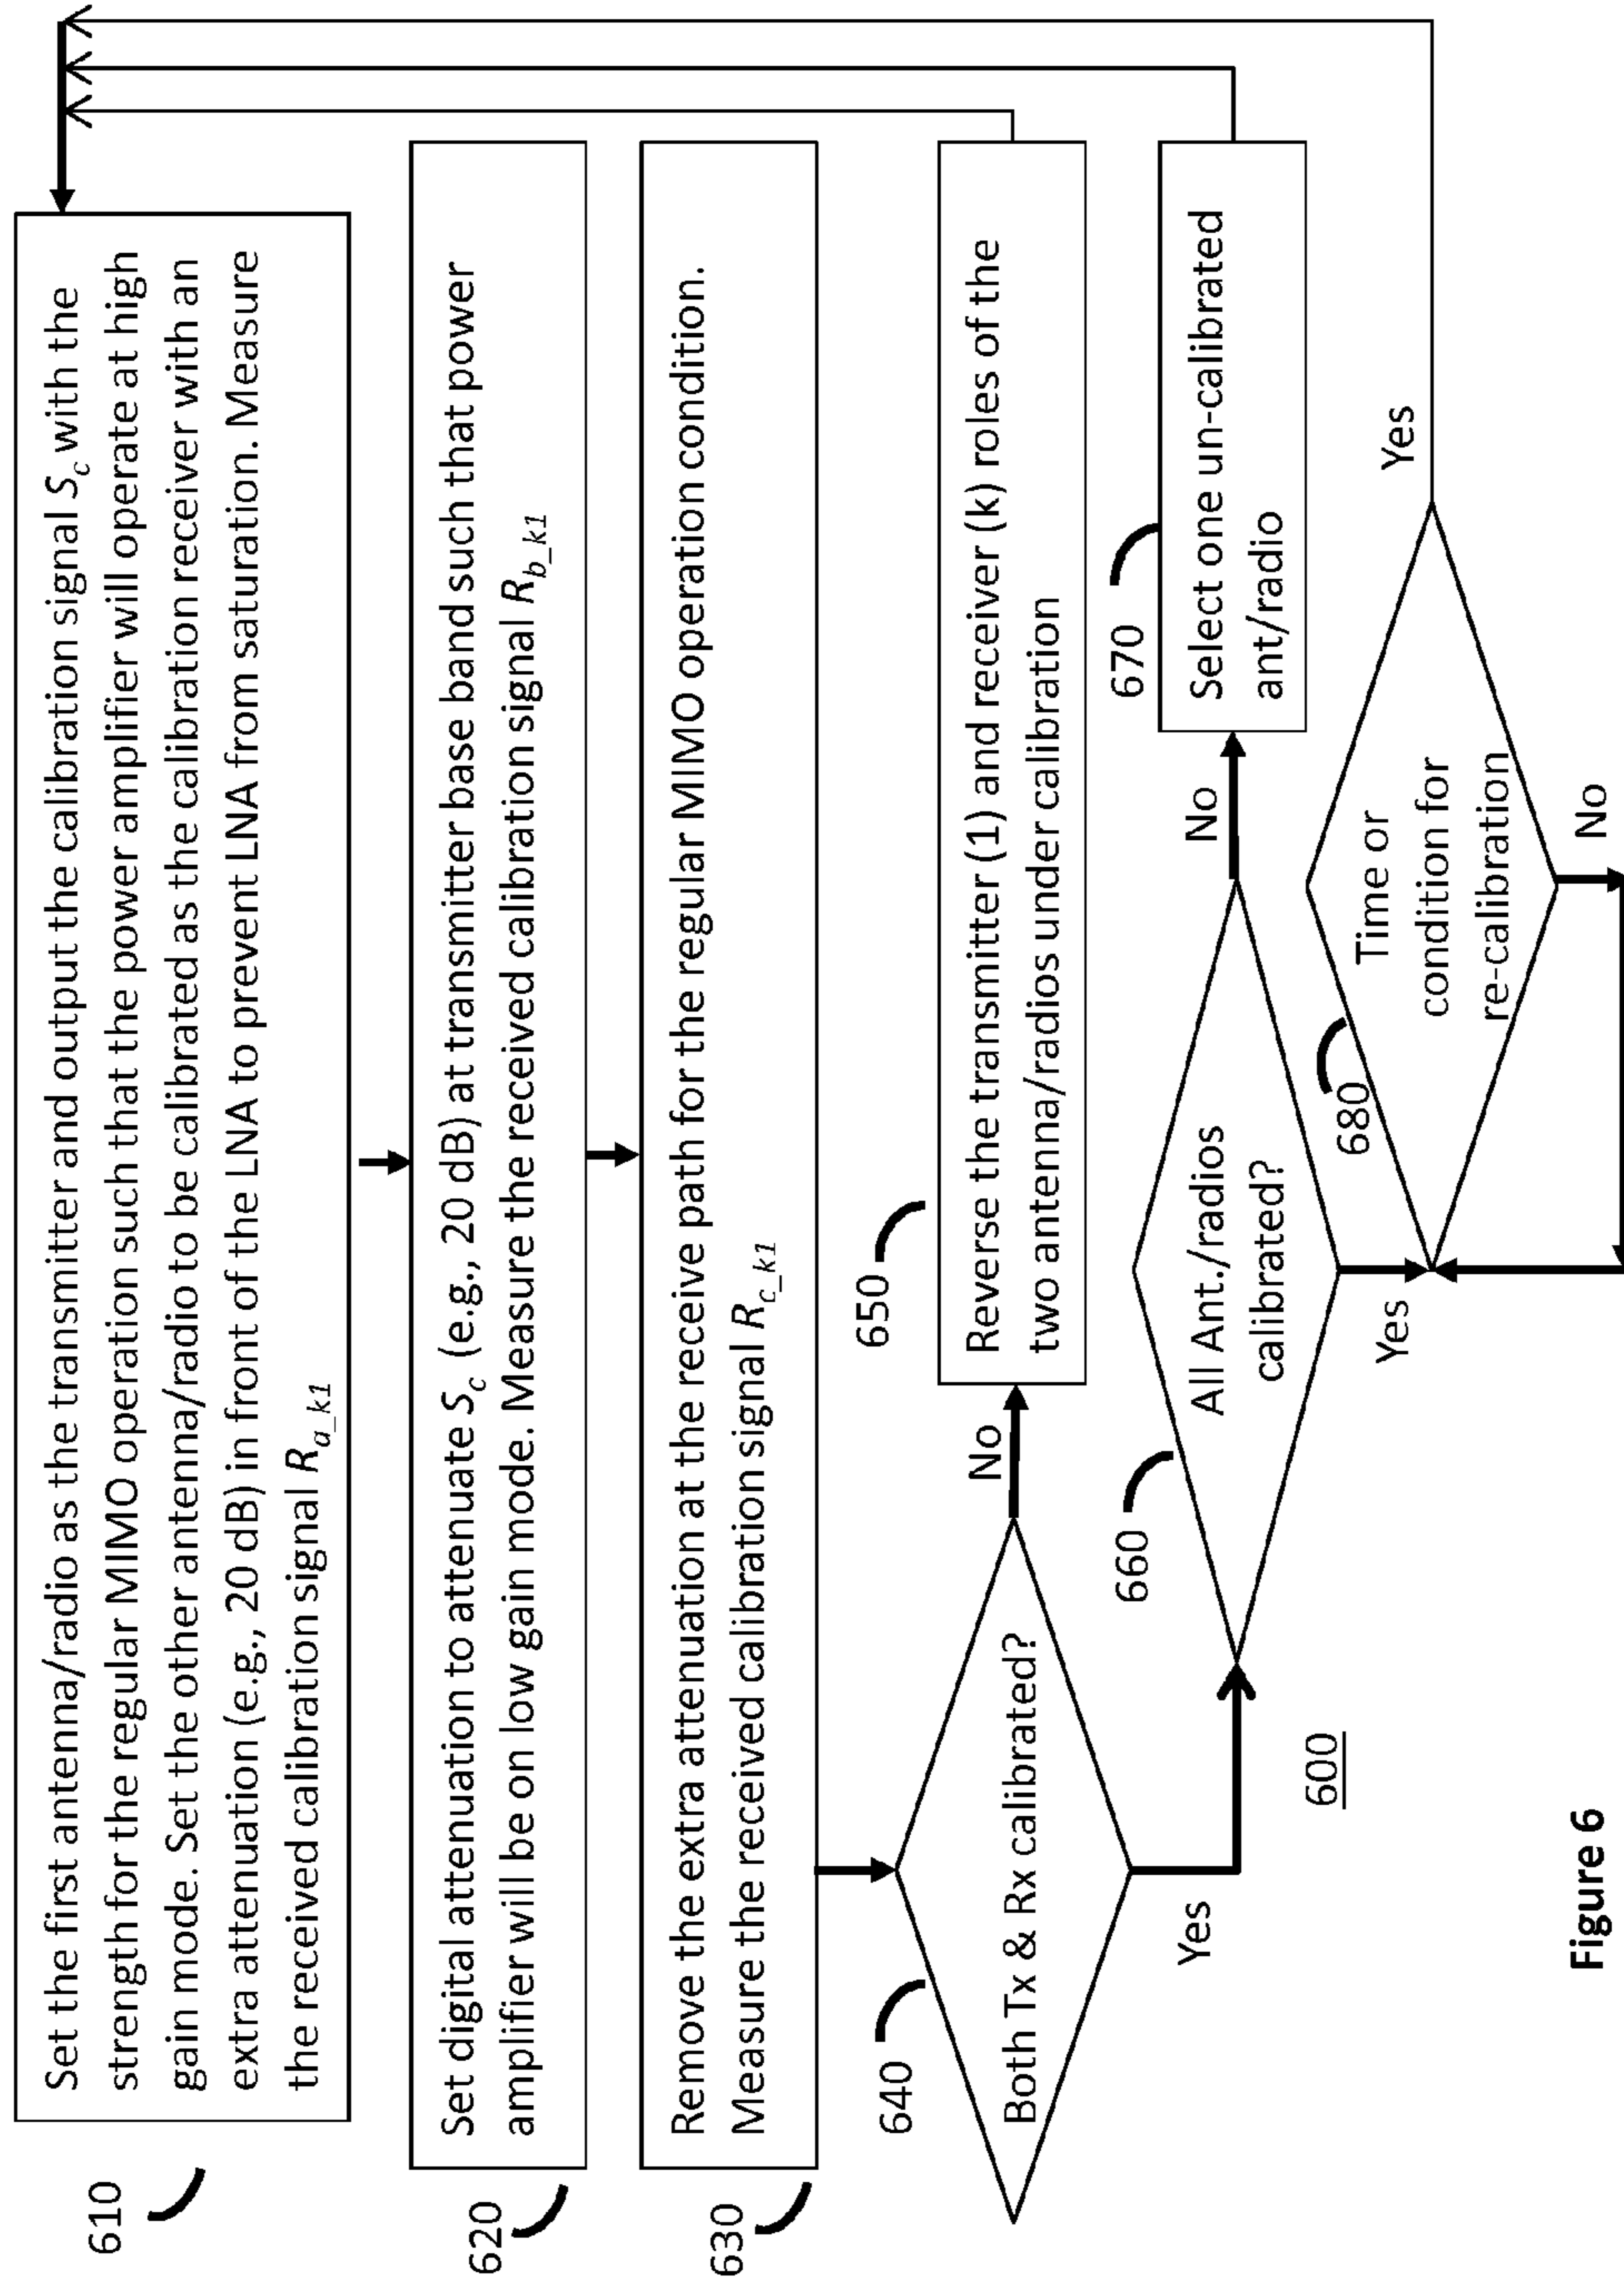 610
Set the first antenna/radio as the transmitter and output the calibration signal S_c with the
strength for the regular MIMO operation such that the power amplifier will operate at high
gain mode. Set the other antenna/radio to be calibrated as the calibration receiver with an
extra attenuation (e.g., 20 dB) in front of the LNA to prevent LNA from saturation. Measure
the received calibration signal R_{a_k1}
620
Set digital attenuation to attenuate S_c (e.g., 20 dB) at transmitter base band such that power
amplifier will be on low gain mode. Measure the received calibration signal R_{b_k1}
630
Remove the extra attenuation at the receive path for the regular MIMO operation condition.
Measure the received calibration signal R_{c_k1}
640
Both Tx & Rx calibrated?
No
Yes
650
Reverse the transmitter (1) and receiver (k) roles of the
two antenna/radios under calibration
660
All Ant./radios
calibrated?
No
Yes
670
Select one un-calibrated
ant/radio
680
Time or
condition for
re-calibration
Yes
No
600
Figure 6